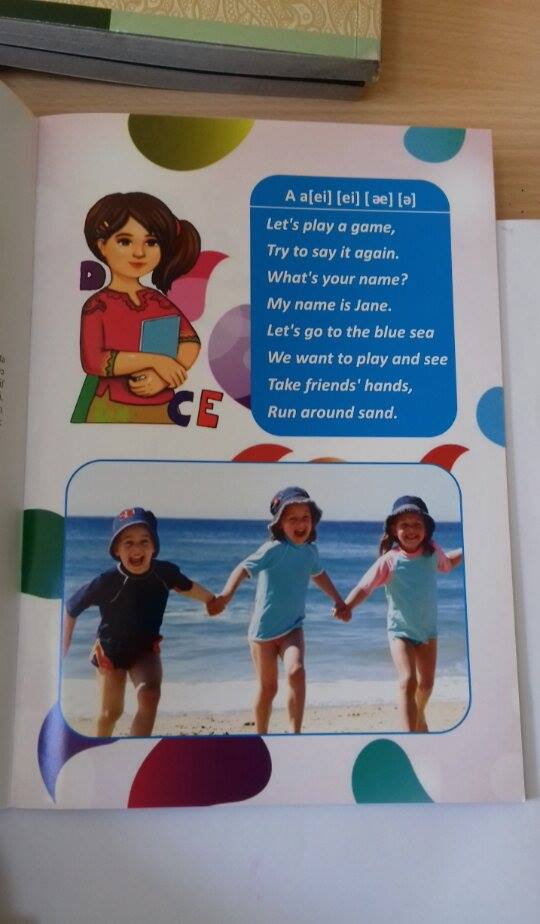 A a[ei] [ei] [æe] [ə]
Let's play a game,
Try to say it again.
What's your name?
My name is Jane.
Let's go to the blue sea
We want to play and see
Take friends' hands,
Run around sand.
D
C E